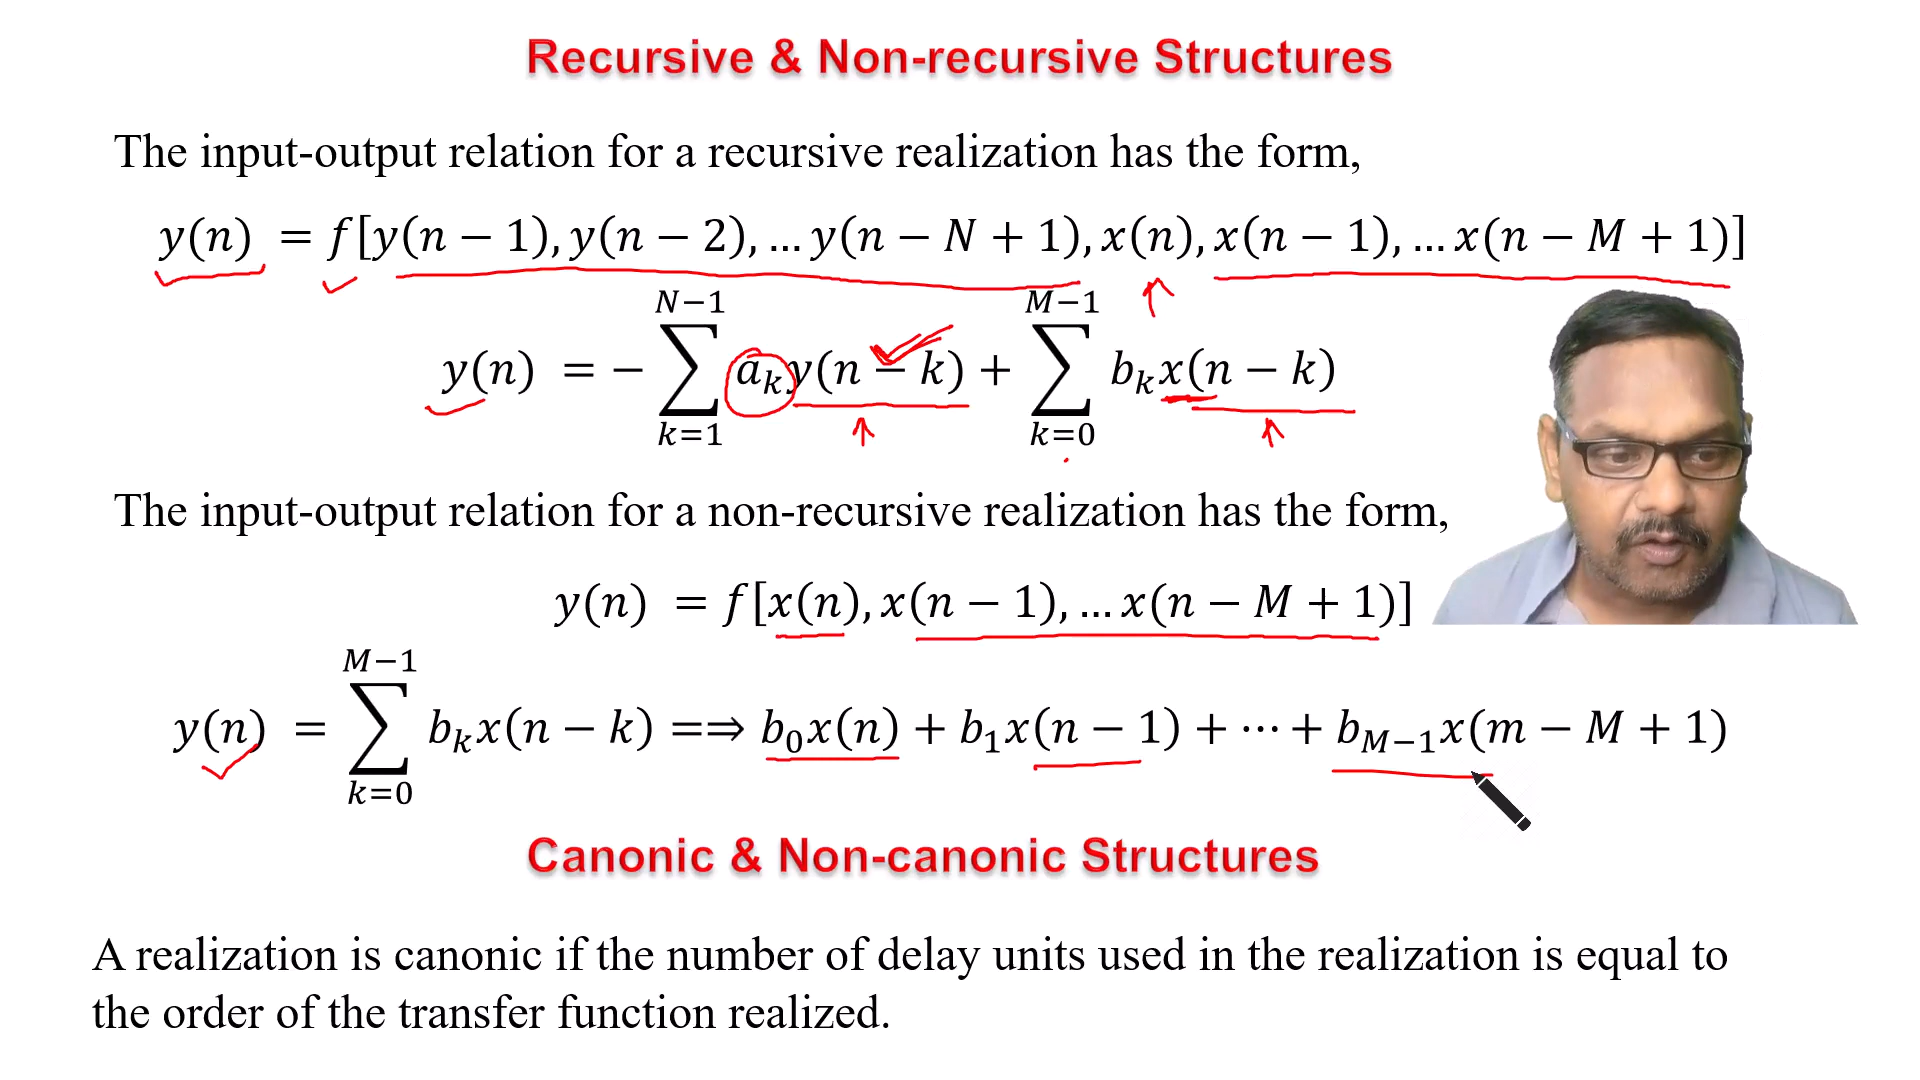 Recursive & Non-recursive Structures
The input-output relation for a recursive realization has the form,
y(n) = f[y(n − 1), y(n − 2), … y(n − N + 1), x(n), x(n − 1), … x(n − M + 1)]
y(n) = − ∑_{k=1}^{N−1} a_k y(n − k) + ∑_{k=0}^{M−1} b_k x(n − k)
The input-output relation for a non-recursive realization has the form,
y(n) = f[x(n), x(n − 1), … x(n − M + 1)]
y(n) = ∑_{k=0}^{M−1} b_k x(n − k) =⇒ b_0 x(n) + b_1 x(n − 1) + ⋯ + b_{M−1} x(m − M + 1)
Canonic & Non-canonic Structures
A realization is canonic if the number of delay units used in the realization is equal to
the order of the transfer function realized.